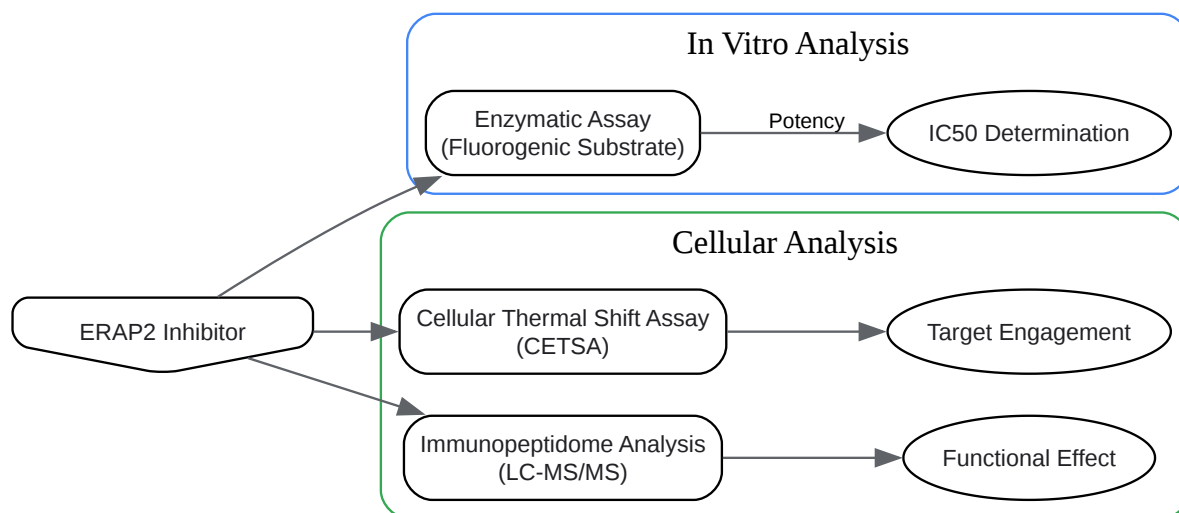 In Vitro Analysis
Enzymatic Assay
(Fluorogenic Substrate)
Potency
IC50 Determination
Cellular Analysis
ERAP2 Inhibitor
Cellular Thermal Shift Assay
(CETSA)
Target Engagement
Immunopeptidome Analysis
(LC-MS/MS)
Functional Effect